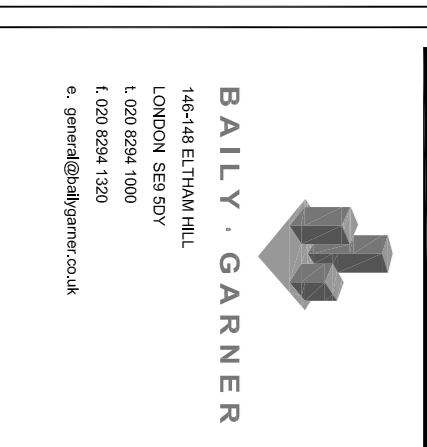 BAILY · GARNER
146-148 ELTHAM HILL
LONDON SE9 5DY
t. 020 8294 1000
f. 020 8294 1320
e. general@bailygarner.co.uk